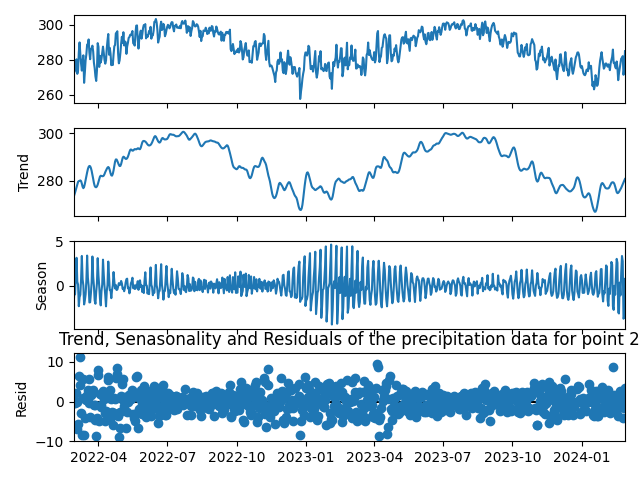 300
280
260
300
280
Trend
5
0
Season
Trend, Senasonality and Residuals of the precipitation data for point 2
10
0
−10
Resid
2022-04 2022-07 2022-10 2023-01 2023-04 2023-07 2023-10 2024-01